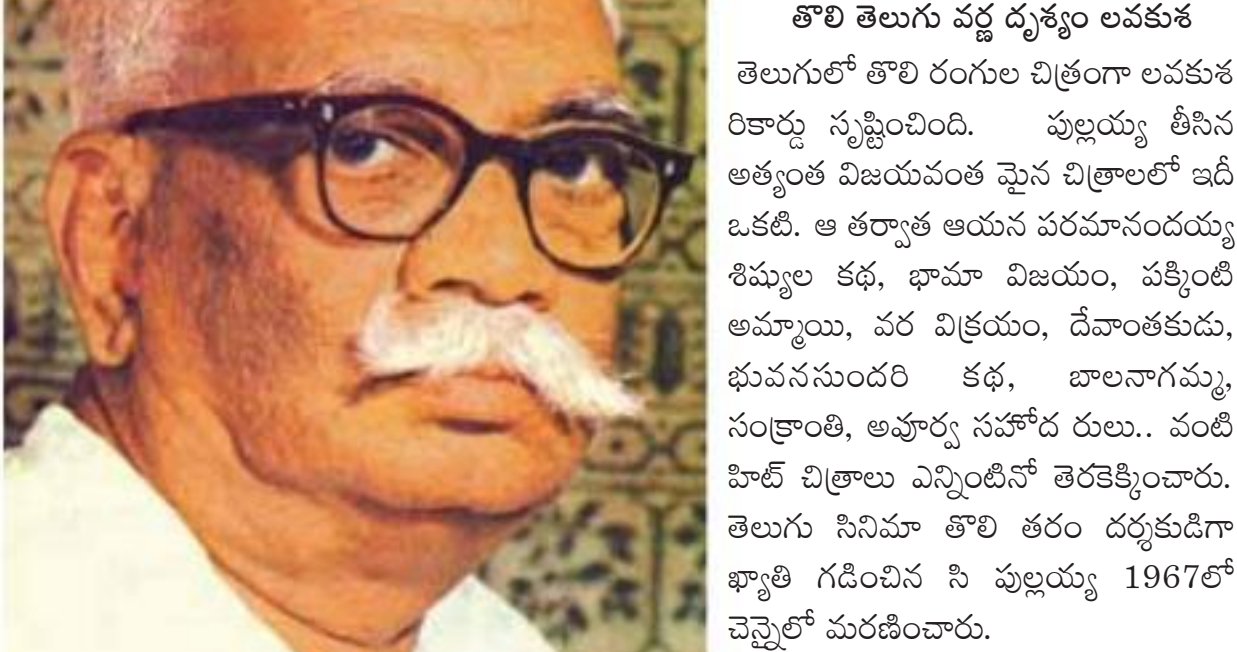 తొలి తెలుగు వర్ణ దృశ్యం లవకుశ
తెలుగులో తొలి రంగుల చిత్రంగా లవకుశ
రికార్డు సృష్టించింది. పుల్లయ్య తీసిన
అత్యంత విజయవంత మైన చిత్రాలలో ఇదీ
ఒకటి. ఆ తర్వాత ఆయన పరమానందయ్య
శిష్యుల కథ, భామా విజయం, పక్కింటి
అమ్మాయి, వర విక్రయం, దేవాంతకుడు,
భువనసుందరి కథ, బాలనాగమ్మ,
సంక్రాంతి, అపూర్వ సహోద రులు.. వంటి
హిట్ చిత్రాలు ఎన్నింటినో తెరకెక్కించారు.
తెలుగు సినిమా తొలి తరం దర్శకుడిగా
ఖ్యాతి గడించిన సి పుల్లయ్య 1967లో
చెన్నైలో మరణించారు.